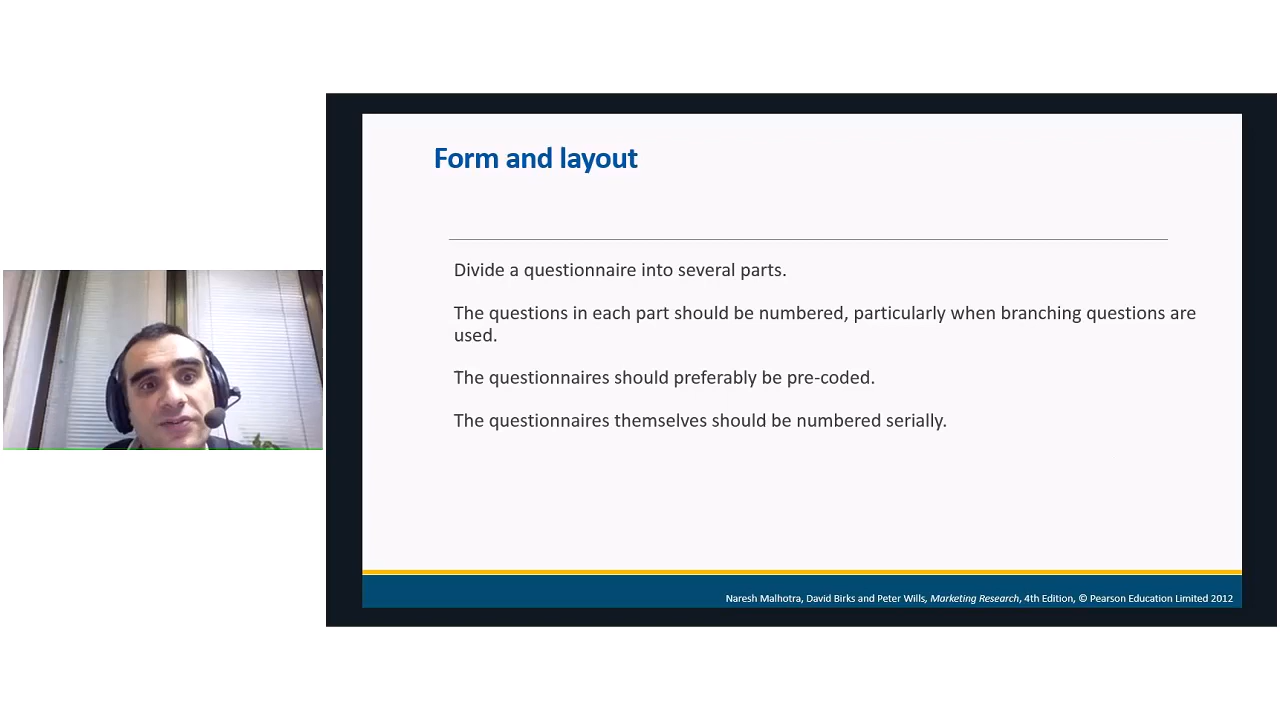 Form and layout
Divide a questionnaire into several parts.
The questions in each part should be numbered, particularly when branching questions are
used.
The questionnaires should preferably be pre-coded.
The questionnaires themselves should be numbered serially.
Naresh Malhotra, David Birks and Peter Wills, Marketing Research, 4th Edition, © Pearson Education Limited 2012